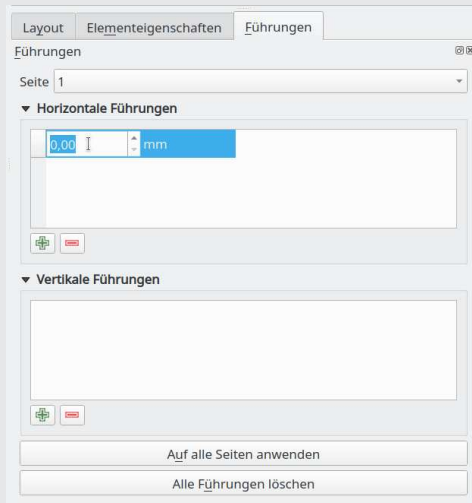 Layout Elementeigenschaften Führungen
Führungen
Seite 1
Horizontale Führungen
0,00 mm
Vertikale Führungen
Auf alle Seiten anwenden
Alle Führungen löschen